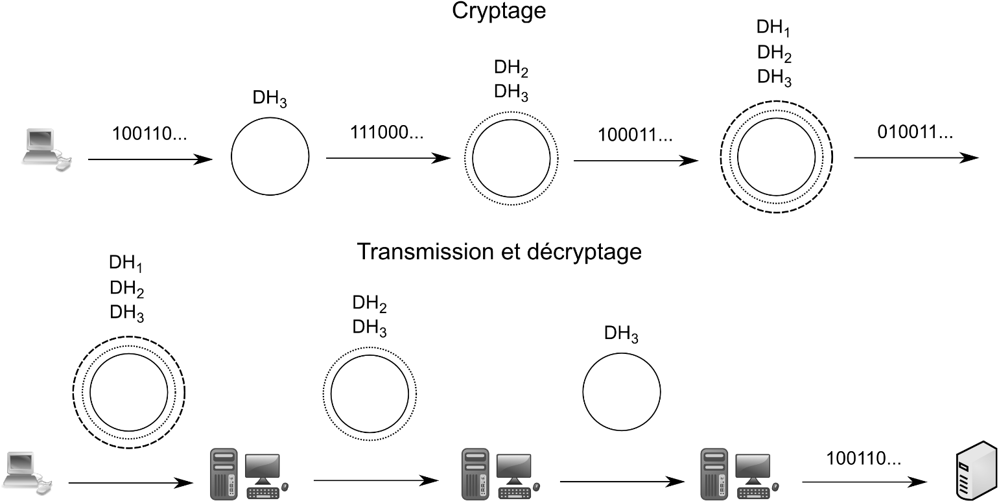 Cryptage
DH₁
DH₂
DH₃
DH₂
DH₃
DH₃
100110...
111000...
100011...
010011...
Transmission et décryptage
DH₁
DH₂
DH₃
DH₂
DH₃
DH₃
100110...